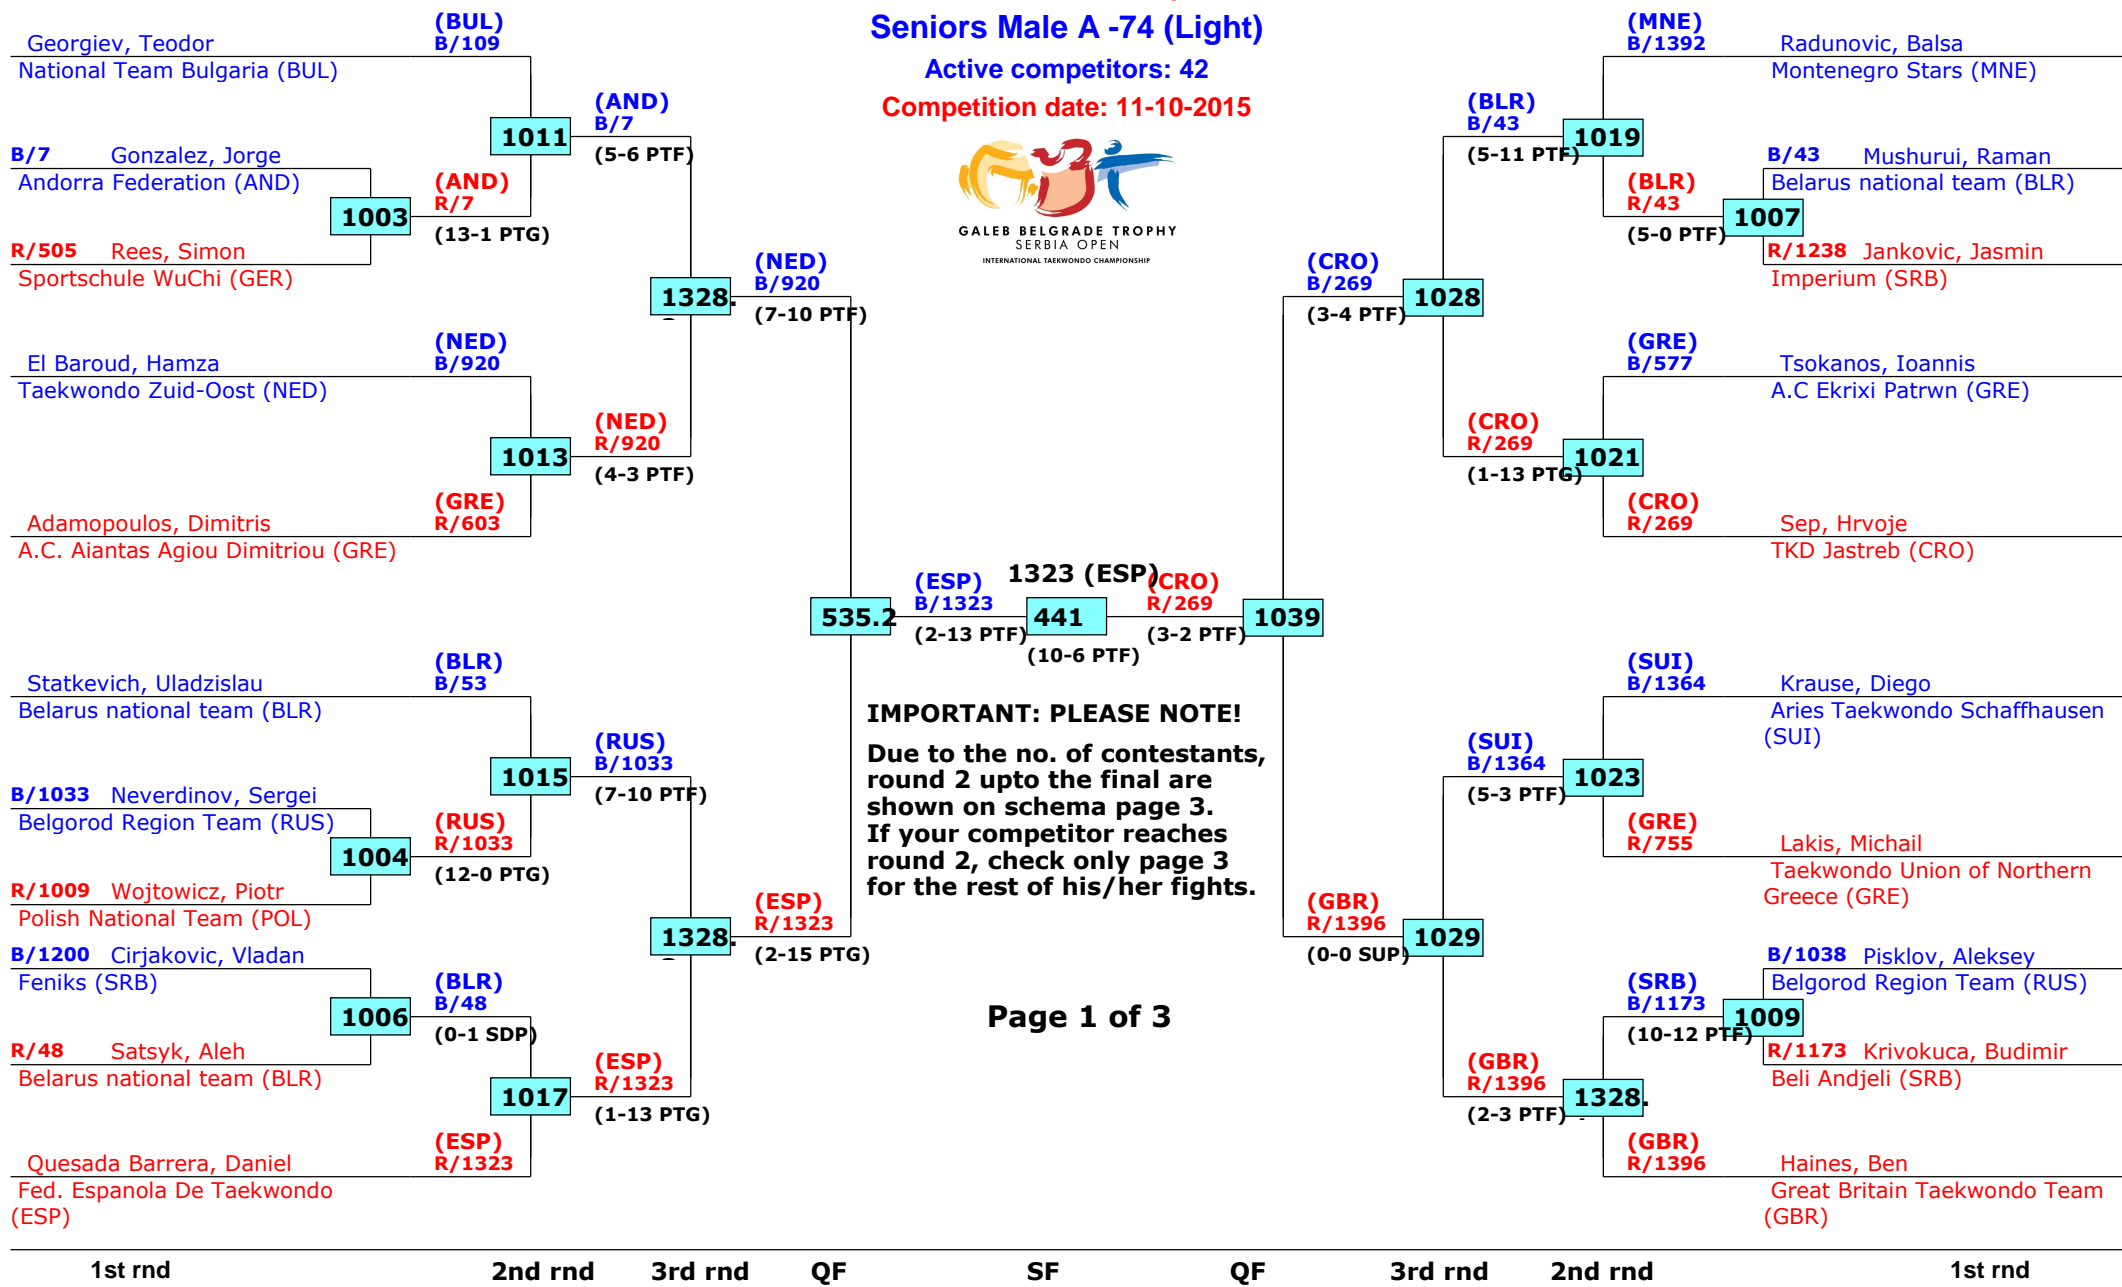 Seniors Male A -74 (Light)
Active competitors: 42
Competition date: 11-10-2015
GALEB BELGRADE TROPHY
SERBIA OPEN
INTERNATIONAL TAEKWONDO CHAMPIONSHIP
Georgiev, Teodor
National Team Bulgaria (BUL)
(BUL)
B/109
B/7 Gonzalez, Jorge
Andorra Federation (AND)
R/505 Rees, Simon
Sportschule WuChi (GER)
1003
(AND)
R/7
(13-1 PTG)
1011
(AND)
B/7
(5-6 PTF)
El Baroud, Hamza
Taekwondo Zuid-Oost (NED)
(NED)
B/920
Adamopoulos, Dimitris
A.C. Aiantas Agiou Dimitriou (GRE)
(GRE)
R/603
1013
(NED)
R/920
(4-3 PTF)
1328.
(NED)
B/920
(7-10 PTF)
Statkevich, Uladzislau
Belarus national team (BLR)
(BLR)
B/53
B/1033 Neverdinov, Sergei
Belgorod Region Team (RUS)
R/1009 Wojtowicz, Piotr
Polish National Team (POL)
1004
(RUS)
R/1033
(12-0 PTG)
1015
(RUS)
B/1033
(7-10 PTF)
B/1200 Cirjakovic, Vladan
Feniks (SRB)
R/48 Satsyk, Aleh
Belarus national team (BLR)
1006
(BLR)
B/48
(0-1 SDP)
Quesada Barrera, Daniel
Fed. Espanola De Taekwondo
(ESP)
(ESP)
R/1323
1017
(ESP)
R/1323
(1-13 PTG)
1328.
(ESP)
R/1323
(2-15 PTG)
535.2
(ESP)
B/1323
(2-13 PTF)
1323 (ESP)
441
(10-6 PTF)
(CRO)
R/269
(3-2 PTF)
1039
IMPORTANT: PLEASE NOTE!
Due to the no. of contestants,
round 2 upto the final are
shown on schema page 3.
If your competitor reaches
round 2, check only page 3
for the rest of his/her fights.
Page 1 of 3
(CRO)
B/269
(3-4 PTF)
1028
(BLR)
B/43
(5-11 PTF)
1019
(MNE)
B/1392
Radunovic, Balsa
Montenegro Stars (MNE)
(BLR)
R/43
(5-0 PTF)
1007
B/43 Mushurui, Raman
Belarus national team (BLR)
R/1238 Jankovic, Jasmin
Imperium (SRB)
(CRO)
R/269
(1-13 PTG)
1021
(GRE)
B/577
Tsokanos, Ioannis
A.C Ekrixi Patrwn (GRE)
(CRO)
R/269
Sep, Hrvoje
TKD Jastreb (CRO)
(GBR)
R/1396
(0-0 SUP)
1029
(SUI)
B/1364
(5-3 PTF)
1023
(SUI)
B/1364
Krause, Diego
Aries Taekwondo Schaffhausen
(SUI)
(GRE)
R/755
Lakis, Michail
Taekwondo Union of Northern
Greece (GRE)
(GBR)
R/1396
(2-3 PTF)
1328.
(SRB)
B/1173
(10-12 PTF)
1009
B/1038 Pisklov, Aleksey
Belgorod Region Team (RUS)
R/1173 Krivokuca, Budimir
Beli Andjeli (SRB)
(GBR)
R/1396
Haines, Ben
Great Britain Taekwondo Team
(GBR)
1st rnd 2nd rnd 3rd rnd QF SF QF 3rd rnd 2nd rnd 1st rnd